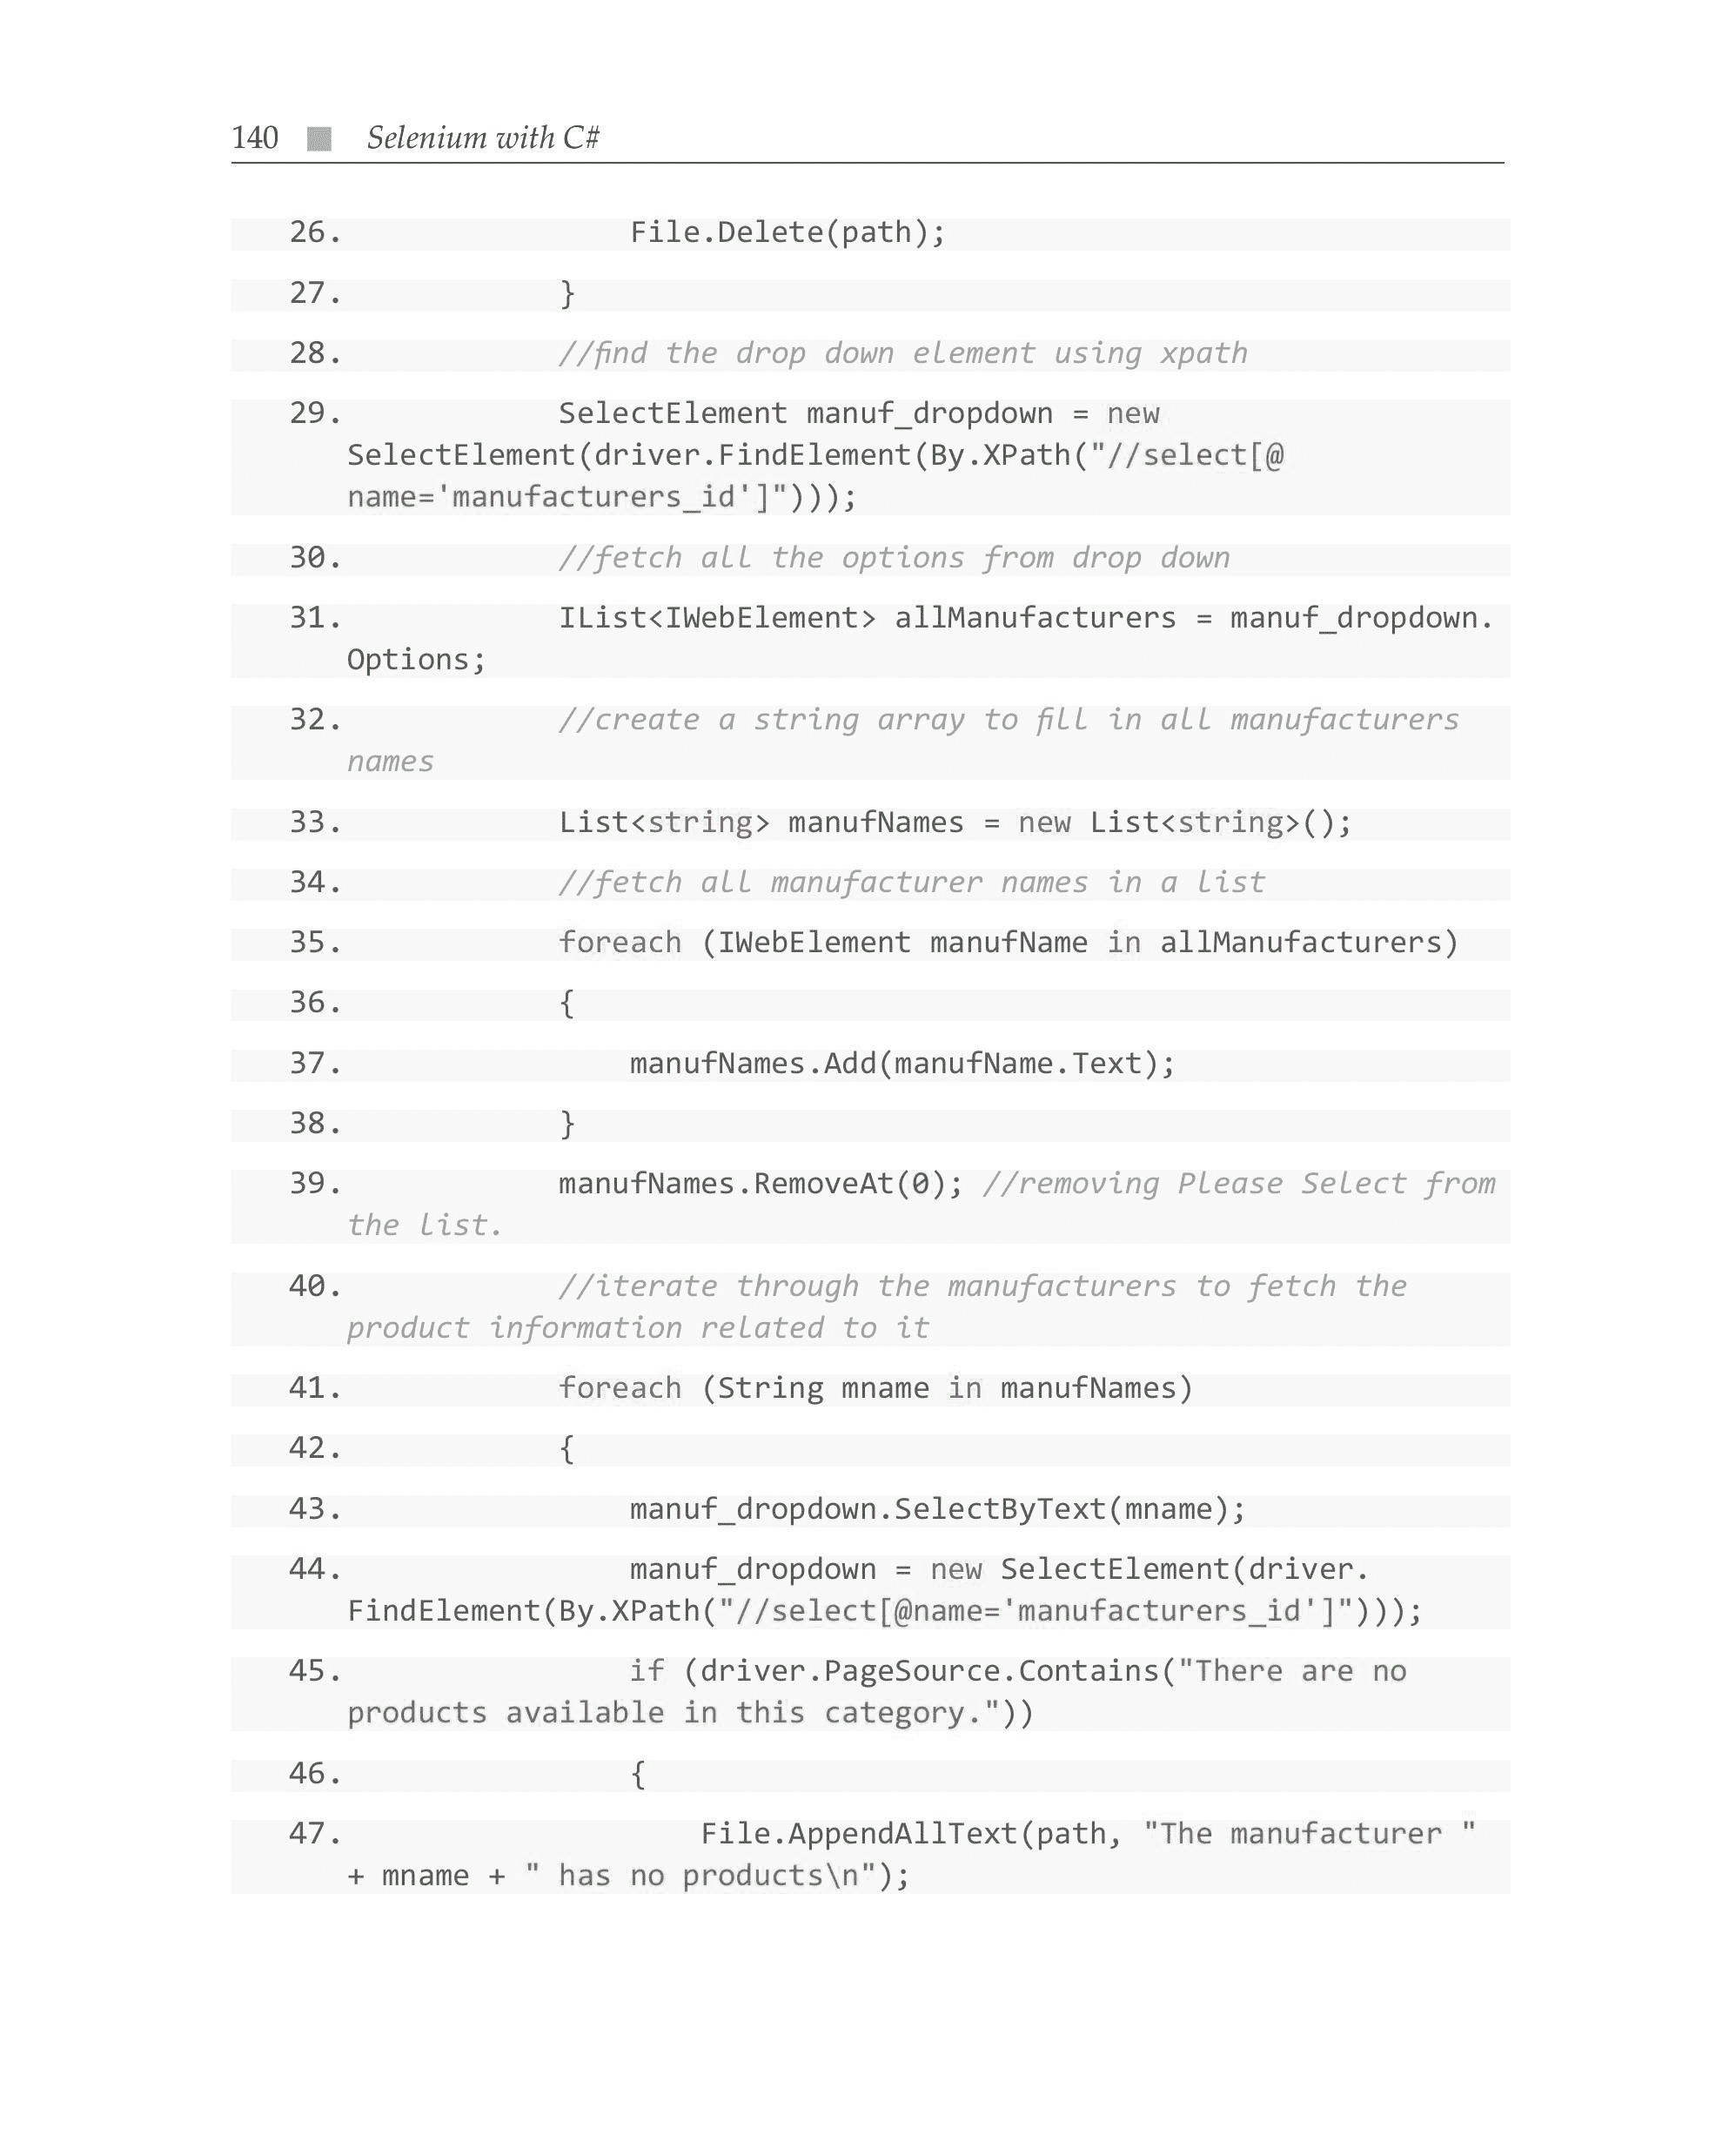 140 Selenium with C#
26. File.Delete(path);
27. }
28. //find the drop down element using xpath
29. SelectElement manuf_dropdown = new
SelectElement(driver.FindElement(By.XPath("//select[@
name='manufacturers_id']")));
30. //fetch all the options from drop down
31. IList<IWebElement> allManufacturers = manuf_dropdown.
Options;
32. //create a string array to fill in all manufacturers
names
33. List<string> manufNames = new List<string>();
34. //fetch all manufacturer names in a list
35. foreach (IWebElement manufName in allManufacturers)
36. {
37. manufNames.Add(manufName.Text);
38. }
39. manufNames.RemoveAt(0); //removing Please Select from
the list.
40. //iterate through the manufacturers to fetch the
product information related to it
41. foreach (String mname in manufNames)
42. {
43. manuf_dropdown.SelectByText(mname);
44. manuf_dropdown = new SelectElement(driver.
FindElement(By.XPath("//select[@name='manufacturers_id']")));
45. if (driver.PageSource.Contains("There are no
products available in this category."))
46. {
47. File.AppendAllText(path, "The manufacturer "
+ mname + " has no products\n");